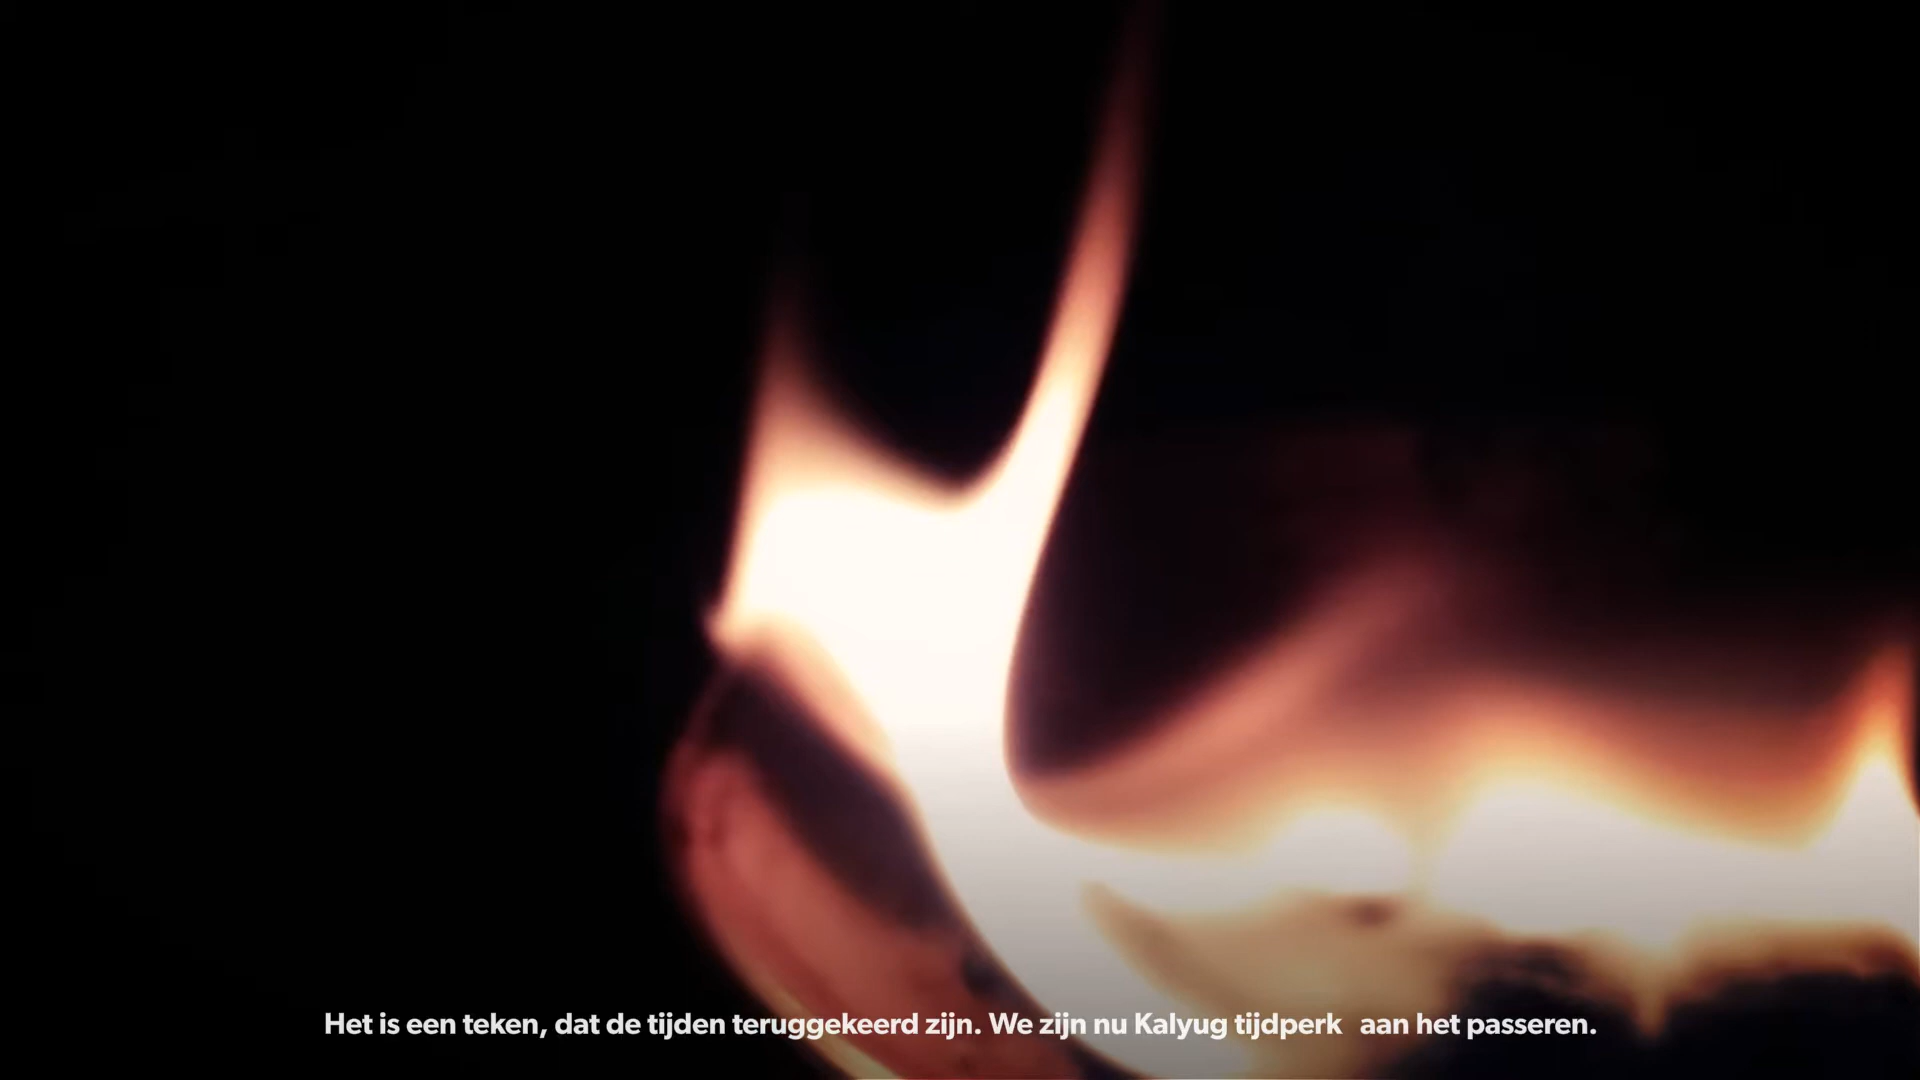 Het is een teken, dat de tijden teruggekeerd zijn. We zijn nu Kalyug tijdperk aan het passeren.